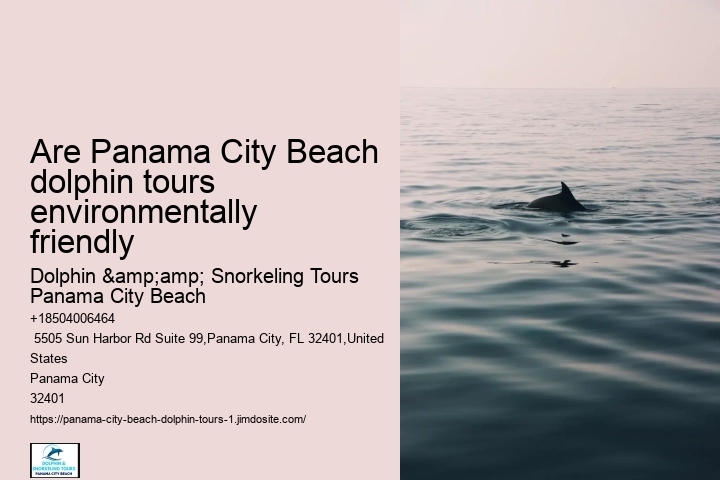 Are Panama City Beach
dolphin tours
environmentally
friendly
Dolphin &amp;amp; Snorkeling Tours
Panama City Beach
+18504006464
5505 Sun Harbor Rd Suite 99,Panama City, FL 32401,United
States
Panama City
32401
https://panama-city-beach-dolphin-tours-1.jimdosite.com/
DOLPHIN &
SNORKELING TOURS
PANAMA CITY BEACH